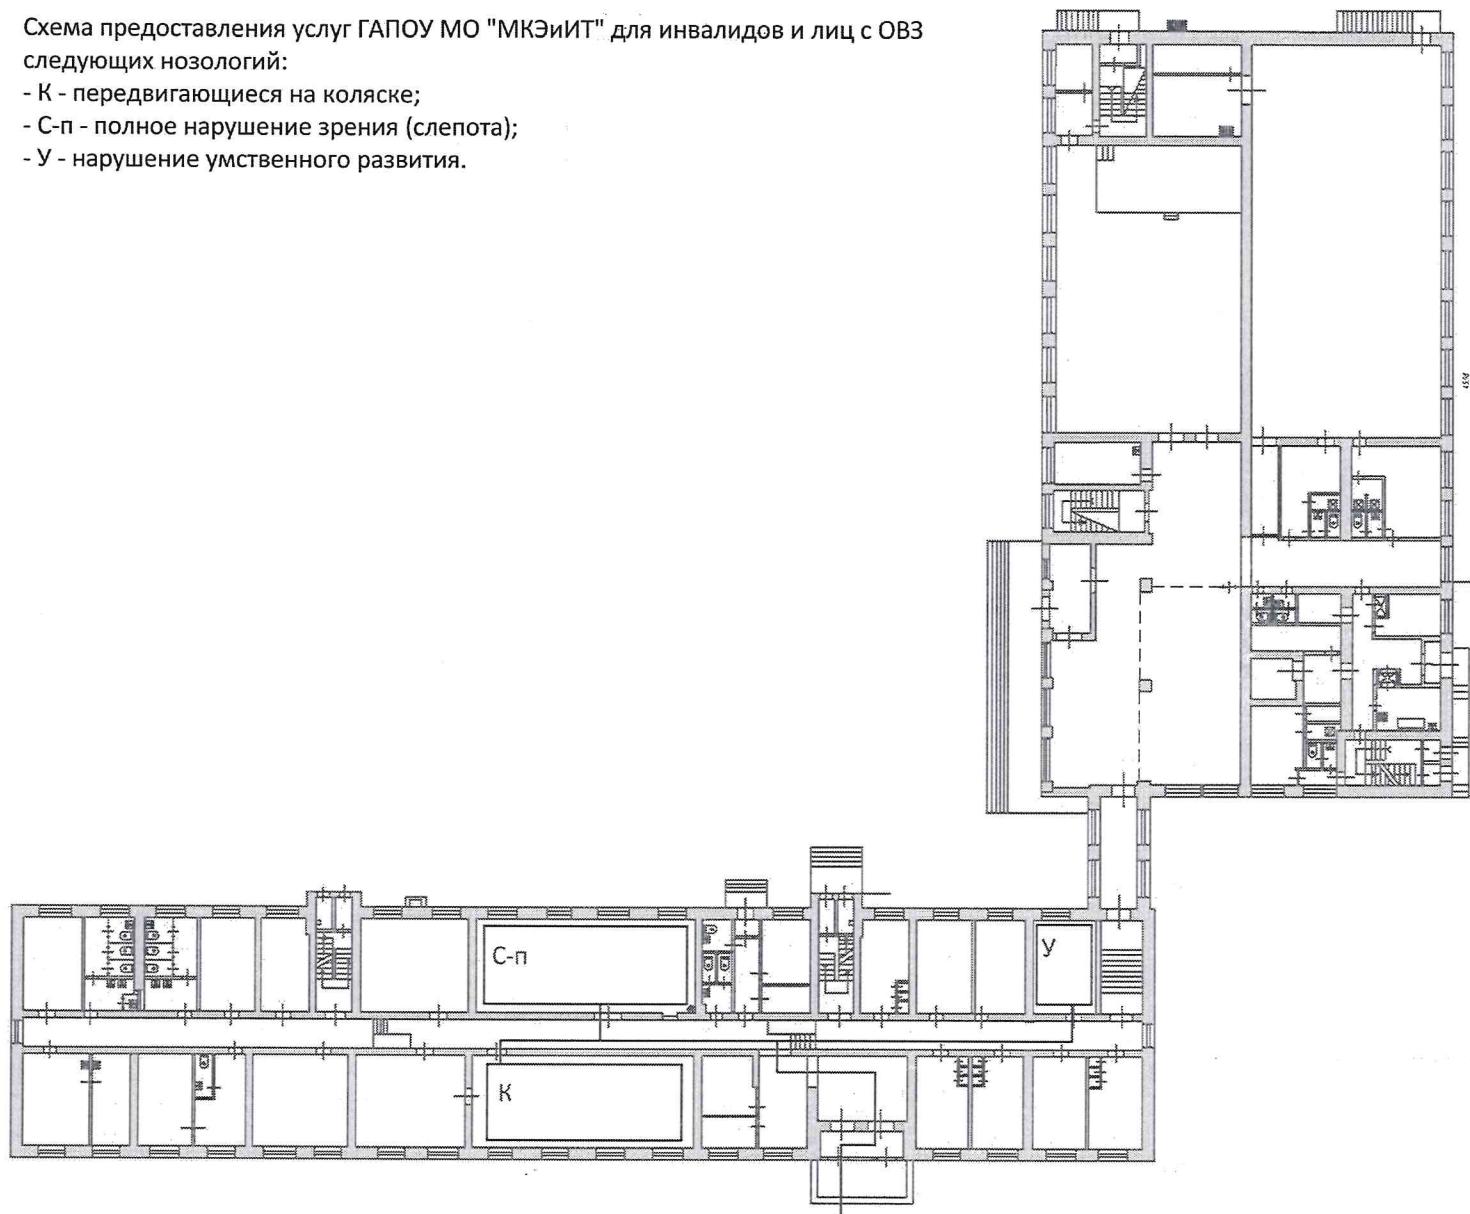 Схема предоставления услуг ГАПОУ МО "МКЭиИТ" для инвалидов и лиц с ОВЗ
следующих нозологий:
- К - передвигающиеся на коляске;
- С-п - полное нарушение зрения (слепота);
- У - нарушение умственного развития.
С-п
У
К